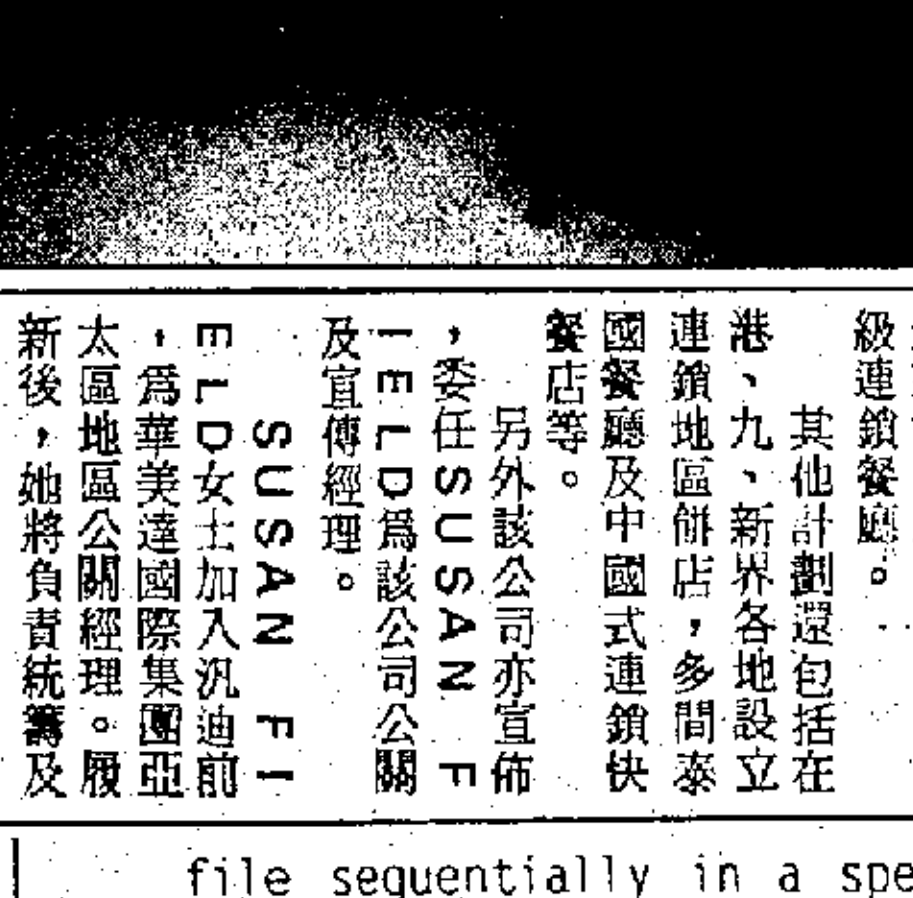 級連鎖餐廳。
其他計劃還包括在
港、九、新界各地設立
連鎖地區餅店，多間泰
國餐廳及中國式連鎖快
餐店等。
另外該公司亦宣佈
，委任SUSAN F
IELD爲該公司公關
及宣傳經理。
SUSAN FI
ELD女士加入汎迪前
，爲華美達國際集團亞
太區地區公關經理。履
新後，她將負責統籌及
file sequentially in a spe